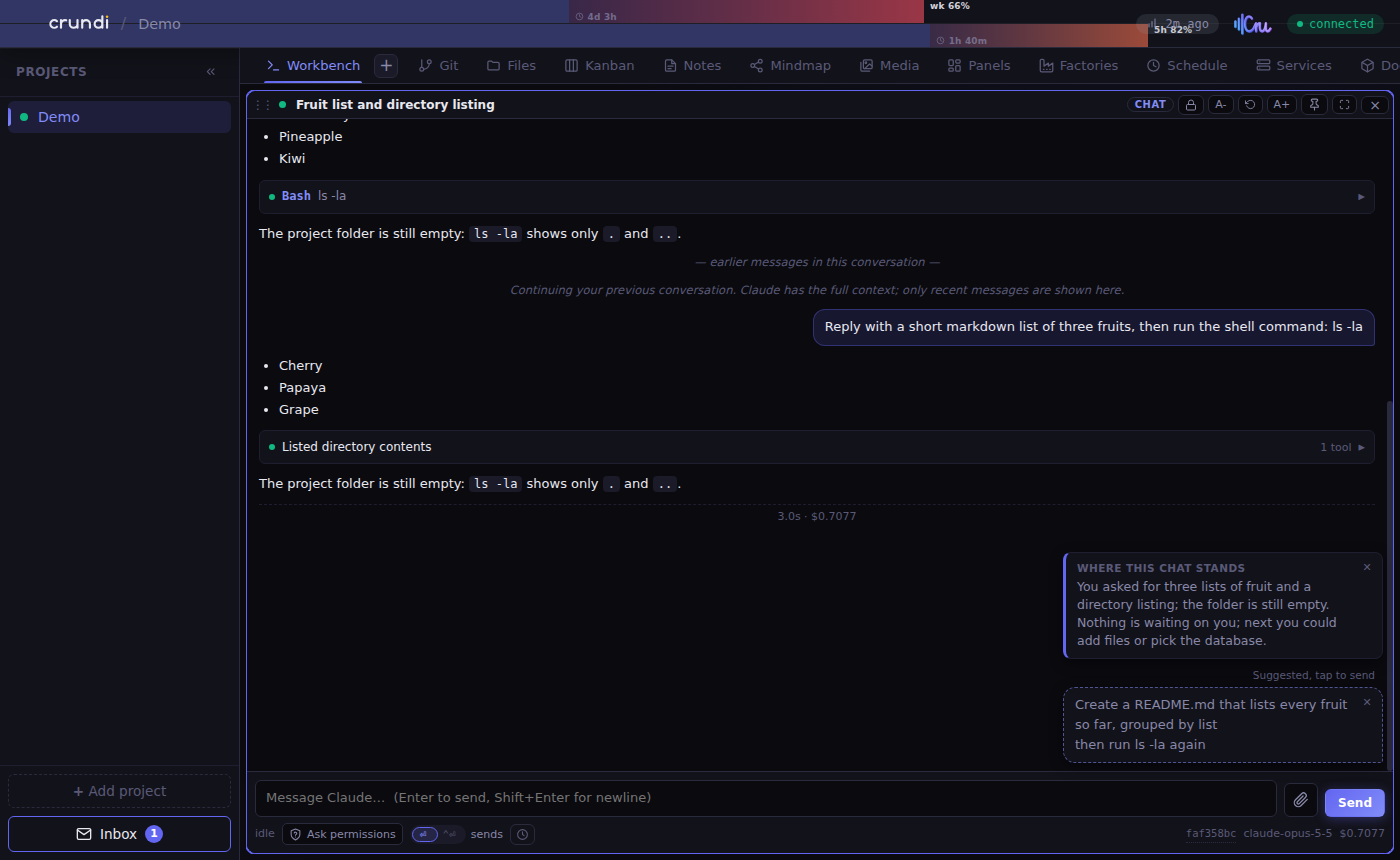 crundi / Demo
4d 3h
wk 66%
1h 40m
5h 82%
2m ago
Cru
connected
PROJECTS «
Demo
+ Add project
Inbox 1
Workbench + Git Files Kanban Notes Mindmap Media Panels Factories Schedule Services Do
Fruit list and directory listing
CHAT A- A+ ×
• Pineapple
• Kiwi
Bash ls -la
The project folder is still empty: ls -la shows only . and ...
— earlier messages in this conversation —
Continuing your previous conversation. Claude has the full context; only recent messages are shown here.
Reply with a short markdown list of three fruits, then run the shell command: ls -la
• Cherry
• Papaya
• Grape
Listed directory contents 1 tool
The project folder is still empty: ls -la shows only . and ...
3.0s · $0.7077
WHERE THIS CHAT STANDS ×
You asked for three lists of fruit and a
directory listing; the folder is still empty.
Nothing is waiting on you; next you could
add files or pick the database.
Suggested, tap to send
Create a README.md that lists every fruit ×
so far, grouped by list
then run ls -la again
Message Claude… (Enter to send, Shift+Enter for newline)
Send
idle Ask permissions ⏎ ^⏎ sends
faf358bc claude-opus-5-5 $0.7077